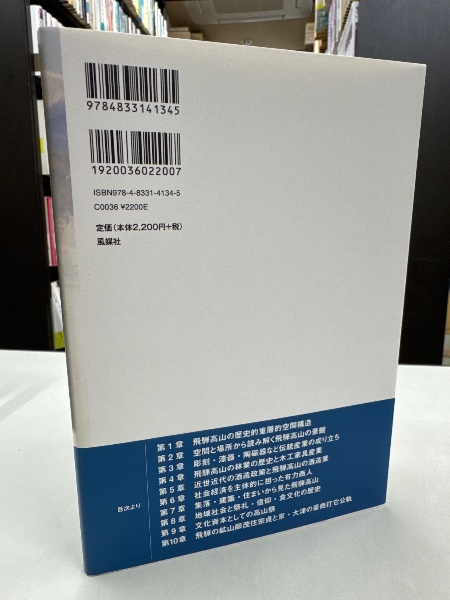 9784833141345
1920036022007
ISBN978-4-8331-4134-5
C0036 ¥2200E
定価(本体2,200円+税)
風媒社
目次より
第1章 飛騨高山の歴史的重層的空間構造
第2章 空間と場所から読み解く飛騨高山の景観
第3章 彫刻・漆器・陶磁器など伝統産業の成り立ち
第4章 飛騨高山の林業の歴史と木工家具産業
第5章 近世近代の酒造政策と飛騨高山の酒造業
第6章 社会経済を主体的に担った有力商人
第7章 集落・建築・住まいから見た飛騨高山
第8章 地域社会と祭礼・信仰・食文化の歴史
第9章 文化資本としての高山祭
第10章 飛騨の鉱山師茂住宗貞と京・大津の豪商打它公軌